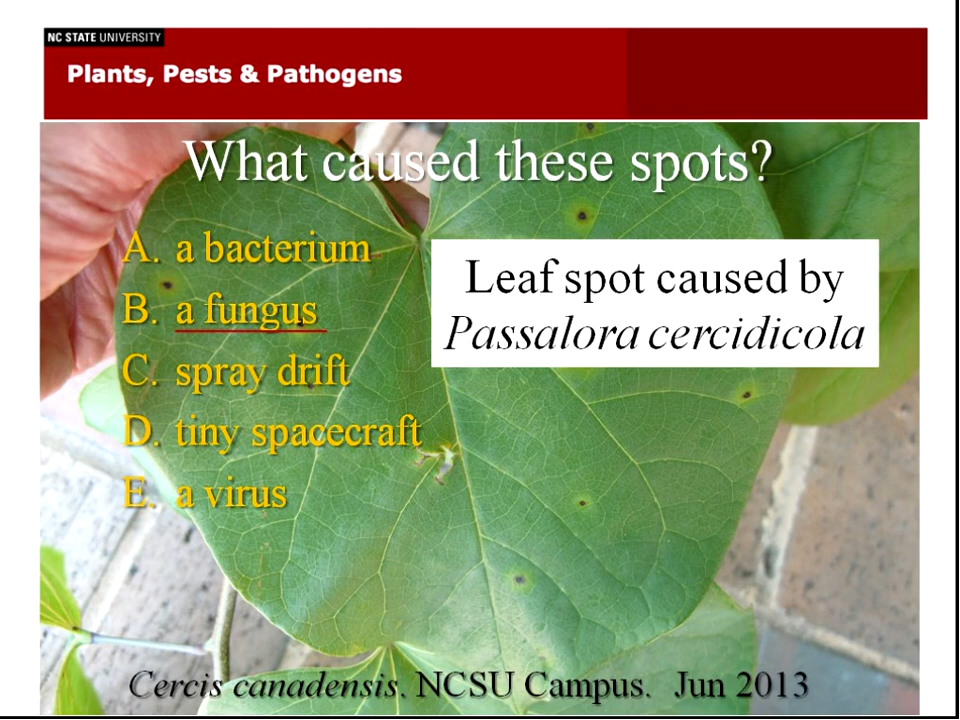 NC STATE UNIVERSITY
Plants, Pests & Pathogens
What caused these spots?
A. a bacterium
B. a fungus
C. spray drift
D. tiny spacecraft
E. a virus
Leaf spot caused by
Passalora cercidicola
Cercis canadensis. NCSU Campus. Jun 2013